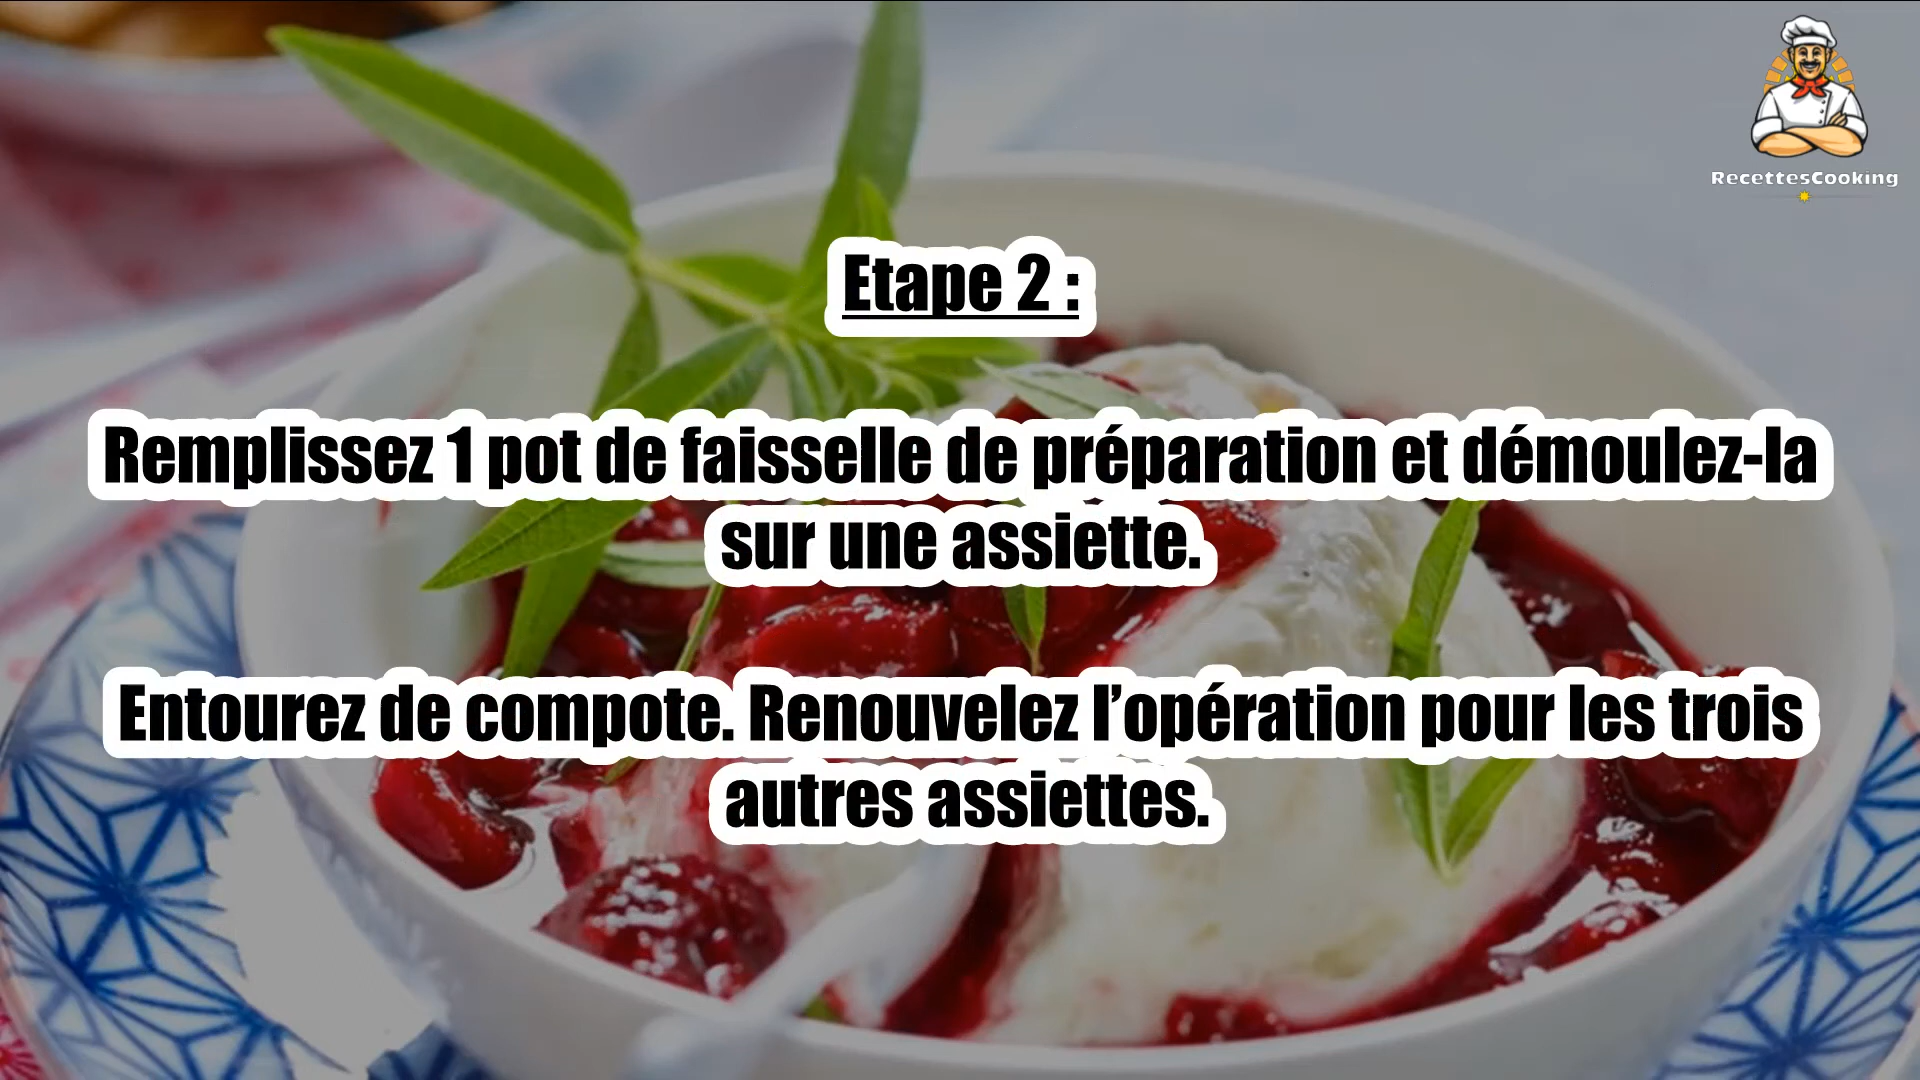 RecettesCooking
Etape 2 :
Remplissez 1 pot de faisselle de préparation et démoulez-la
sur une assiette.
Entourez de compote. Renouvelez l’opération pour les trois
autres assiettes.